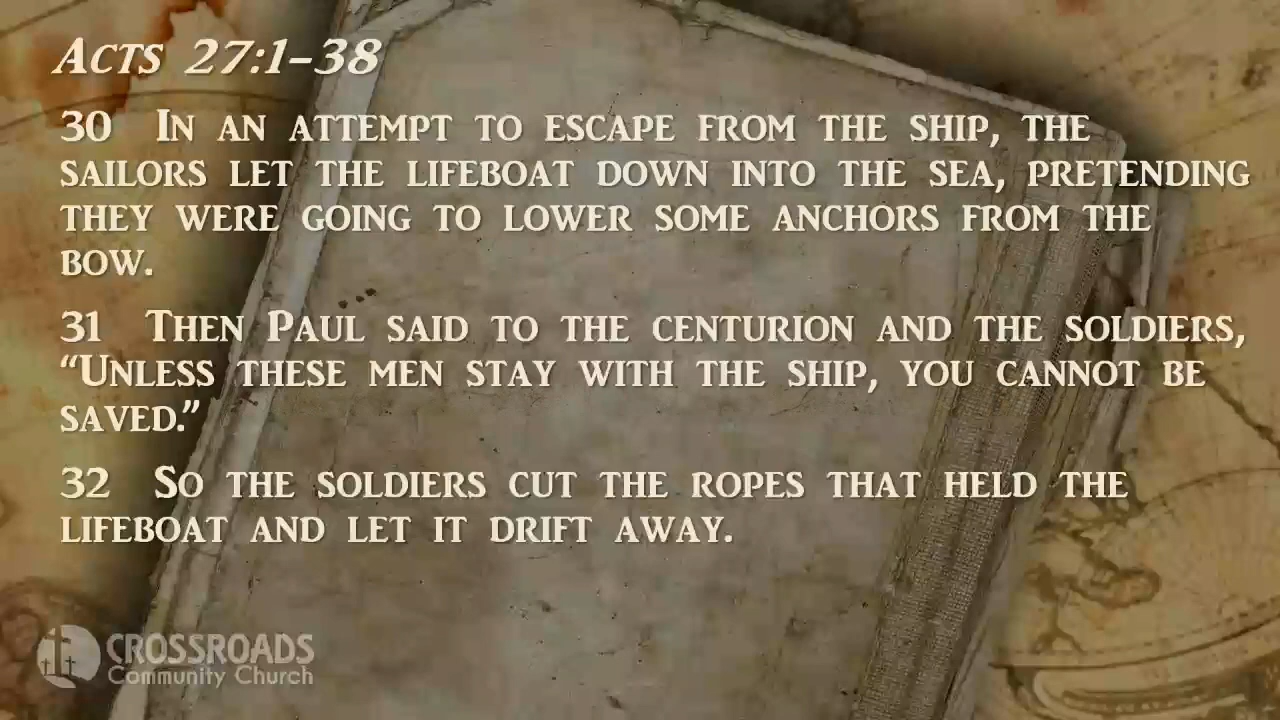 Acts 27:1-38
30 In an attempt to escape from the ship, the
sailors let the lifeboat down into the sea, pretending
they were going to lower some anchors from the
bow.
31 Then Paul said to the centurion and the soldiers,
“Unless these men stay with the ship, you cannot be
saved.”
32 So the soldiers cut the ropes that held the
lifeboat and let it drift away.
CROSSROADS
Community Church